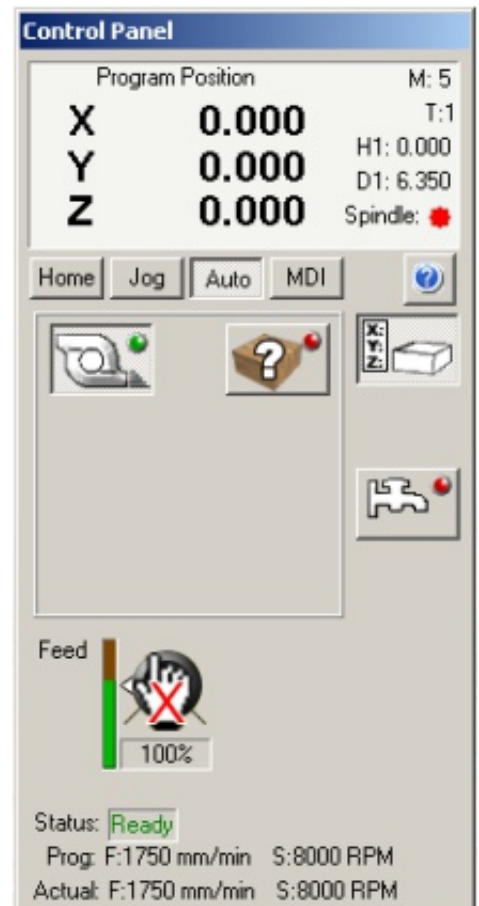 Control Panel
Program Position M: 5
X 0.000 T:1
H1: 0.000
Y 0.000 D1: 6.350
Z 0.000 Spindle:
Home Jog Auto MDI ?
X:
Y:
Z:
?
Feed
X
100%
Status: Ready
Prog: F:1750 mm/min S:8000 RPM
Actual: F:1750 mm/min S:8000 RPM